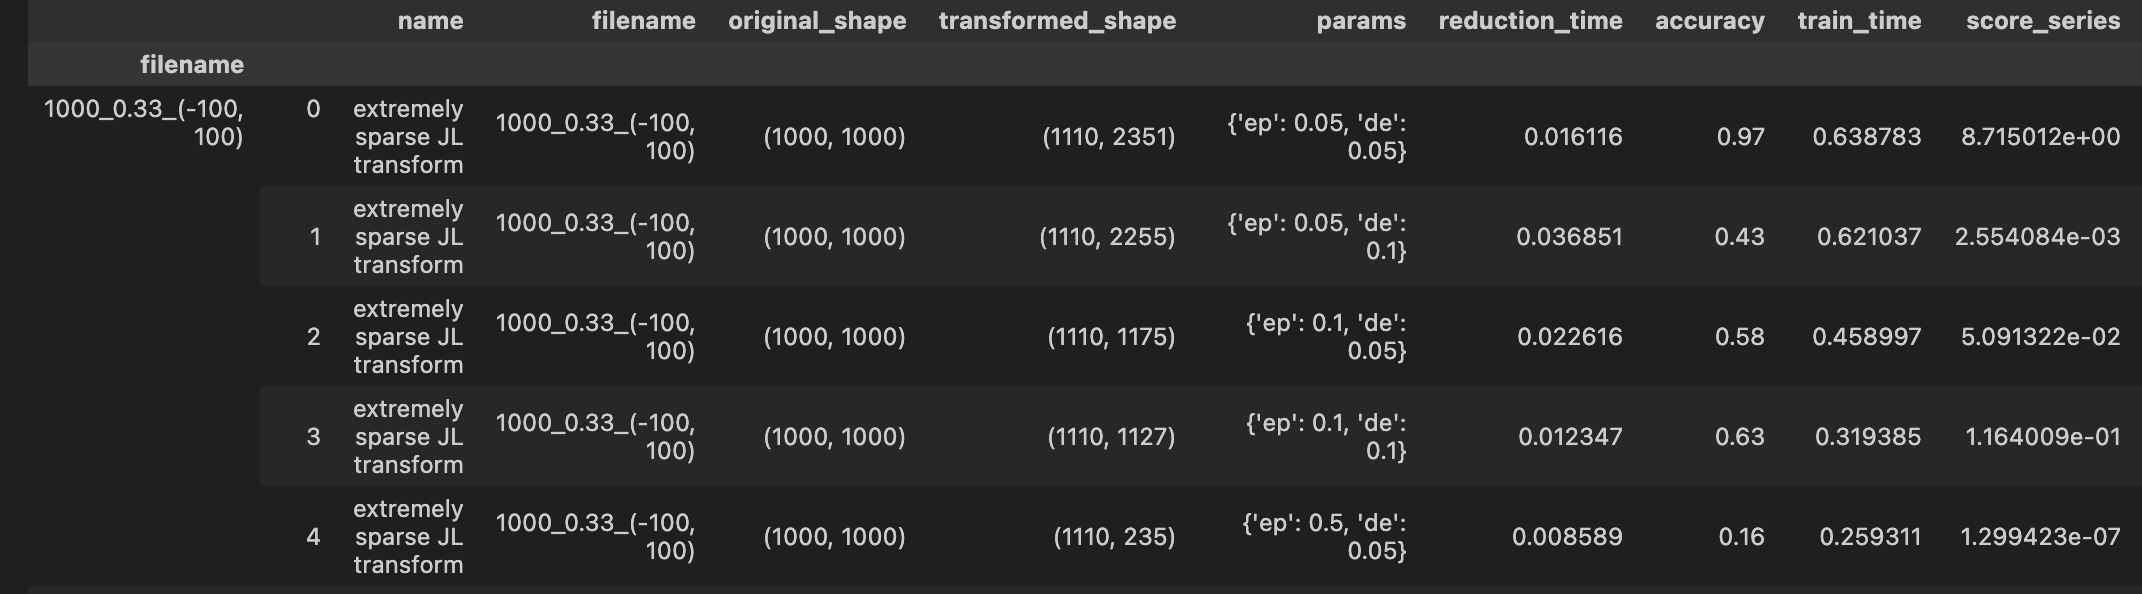 name filename original_shape transformed_shape params reduction_time accuracy train_time score_series
filename
1000_0.33_(-100, 100) 0 extremely sparse JL transform 1000_0.33_(-100, 100) (1000, 1000) (1110, 2351) {'ep': 0.05, 'de': 0.05} 0.016116 0.97 0.638783 8.715012e+00
1 extremely sparse JL transform 1000_0.33_(-100, 100) (1000, 1000) (1110, 2255) {'ep': 0.05, 'de': 0.1} 0.036851 0.43 0.621037 2.554084e-03
2 extremely sparse JL transform 1000_0.33_(-100, 100) (1000, 1000) (1110, 1175) {'ep': 0.1, 'de': 0.05} 0.022616 0.58 0.458997 5.091322e-02
3 extremely sparse JL transform 1000_0.33_(-100, 100) (1000, 1000) (1110, 1127) {'ep': 0.1, 'de': 0.1} 0.012347 0.63 0.319385 1.164009e-01
4 extremely sparse JL transform 1000_0.33_(-100, 100) (1000, 1000) (1110, 235) {'ep': 0.5, 'de': 0.05} 0.008589 0.16 0.259311 1.299423e-07